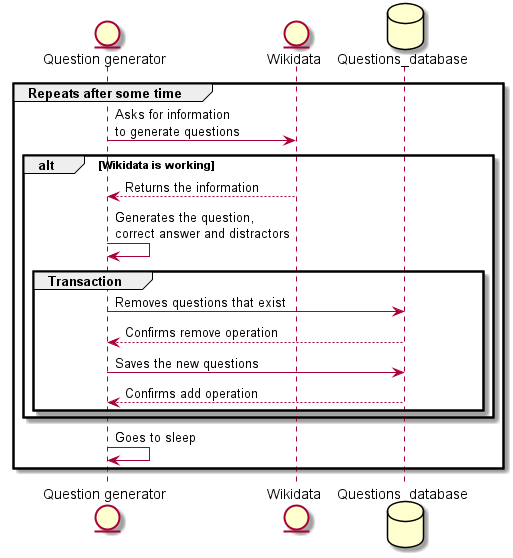 Question generator
Wikidata
Questions_database
Repeats after some time
Asks for information
to generate questions
alt
[Wikidata is working]
Returns the information
Generates the question,
correct answer and distractors
Transaction
Removes questions that exist
Confirms remove operation
Saves the new questions
Confirms add operation
Goes to sleep
Question generator
Wikidata
Questions_database